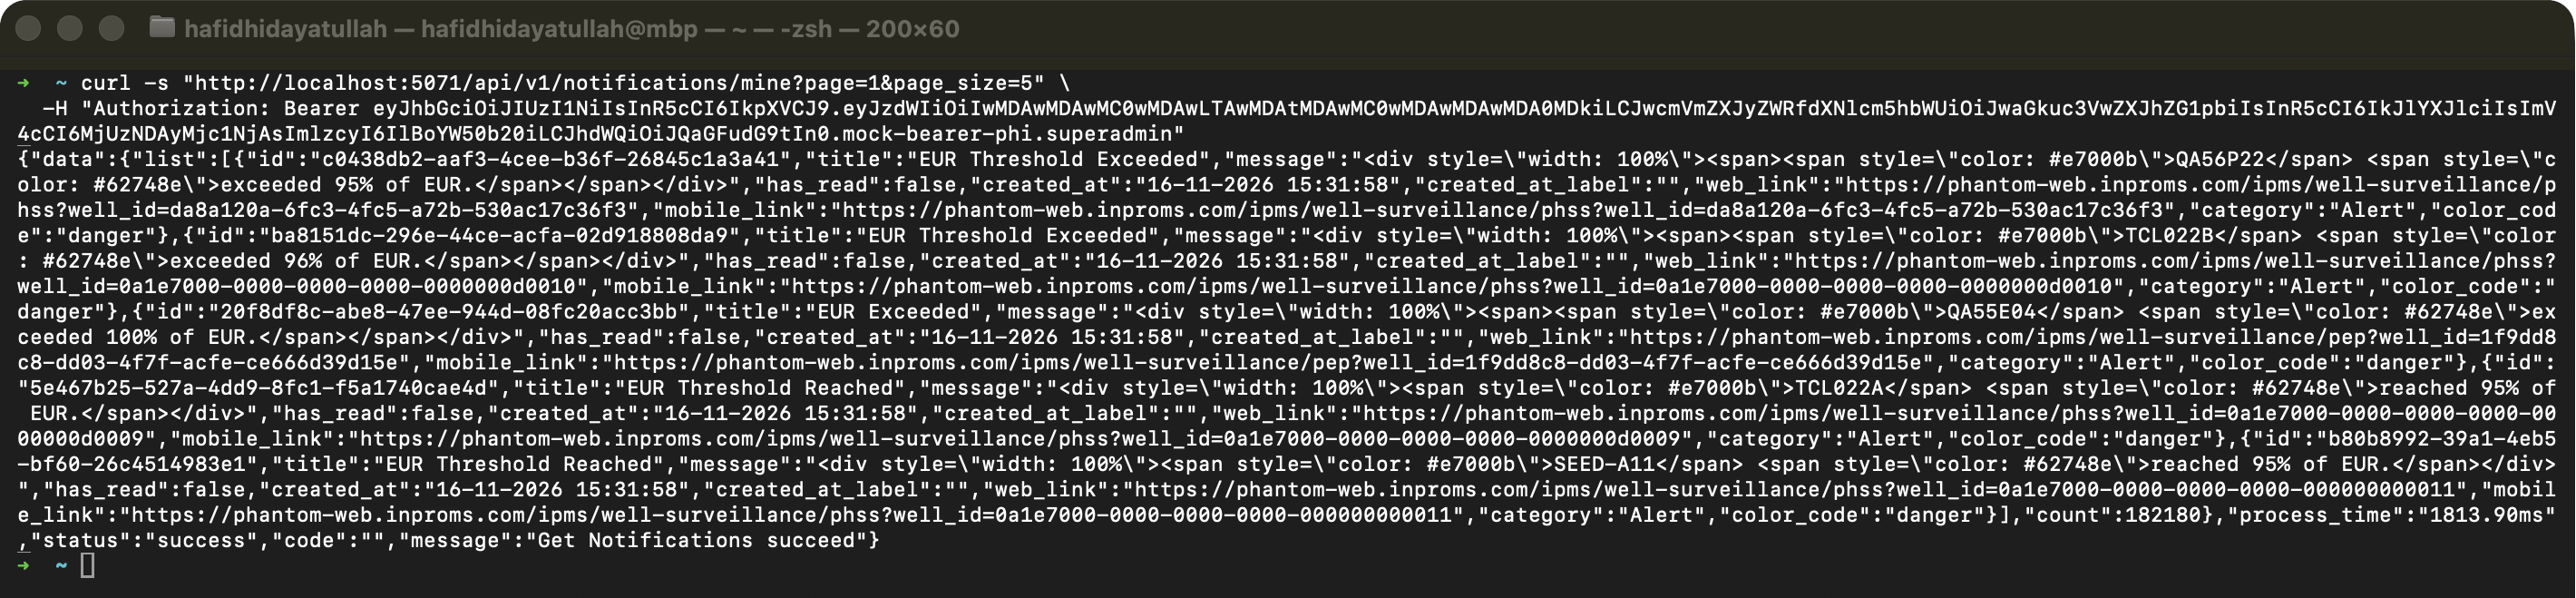 hafidhidayatullah — hafidhidayatullah@mbp — ~ — -zsh — 200×60
➜  ~ curl -s "http://localhost:5071/api/v1/notifications/mine?page=1&page_size=5" \
  -H "Authorization: Bearer eyJhbGciOiJIUzI1NiIsInR5cCI6IkpXVCJ9.eyJzdWIiOiIwMDAwMDAwMC0wMDAwLTAwMDAtMDAwMC0wMDAwMDAwMDA0MDkiLCJwcmVmZXJyZWRfdXNlcm5hbWUiOiJwaGkuc3VwZXJhZG1pbiIsInR5cCI6IkJlYXJlciIsImV
4cCI6MjUzNDAyMjc1NjAsImlzcyI6IlBoYW50b20iLCJhdWQiOiJQaGFudG9tIn0.mock-bearer-phi.superadmin"
{"data":{"list":[{"id":"c0438db2-aaf3-4cee-b36f-26845c1a3a41","title":"EUR Threshold Exceeded","message":"<div style=\"width: 100%\"><span><span style=\"color: #e7000b\">QA56P22</span> <span style=\"c
olor: #62748e\">exceeded 95% of EUR.</span></span></div>","has_read":false,"created_at":"16-11-2026 15:31:58","created_at_label":"","web_link":"https://phantom-web.inproms.com/ipms/well-surveillance/p
hss?well_id=da8a120a-6fc3-4fc5-a72b-530ac17c36f3","mobile_link":"https://phantom-web.inproms.com/ipms/well-surveillance/phss?well_id=da8a120a-6fc3-4fc5-a72b-530ac17c36f3","category":"Alert","color_cod
e":"danger"},{"id":"ba8151dc-296e-44ce-acfa-02d918808da9","title":"EUR Threshold Exceeded","message":"<div style=\"width: 100%\"><span><span style=\"color: #e7000b\">TCL022B</span> <span style=\"color
: #62748e\">exceeded 96% of EUR.</span></span></div>","has_read":false,"created_at":"16-11-2026 15:31:58","created_at_label":"","web_link":"https://phantom-web.inproms.com/ipms/well-surveillance/phss?
well_id=0a1e7000-0000-0000-0000-0000000d0010","mobile_link":"https://phantom-web.inproms.com/ipms/well-surveillance/phss?well_id=0a1e7000-0000-0000-0000-0000000d0010","category":"Alert","color_code":"
danger"},{"id":"20f8df8c-abe8-47ee-944d-08fc20acc3bb","title":"EUR Exceeded","message":"<div style=\"width: 100%\"><span><span style=\"color: #e7000b\">QA55E04</span> <span style=\"color: #62748e\">ex
ceeded 100% of EUR.</span></span></div>","has_read":false,"created_at":"16-11-2026 15:31:58","created_at_label":"","web_link":"https://phantom-web.inproms.com/ipms/well-surveillance/pep?well_id=1f9dd8
c8-dd03-4f7f-acfe-ce666d39d15e","mobile_link":"https://phantom-web.inproms.com/ipms/well-surveillance/pep?well_id=1f9dd8c8-dd03-4f7f-acfe-ce666d39d15e","category":"Alert","color_code":"danger"},{"id":
"5e467b25-527a-4dd9-8fc1-f5a1740cae4d","title":"EUR Threshold Reached","message":"<div style=\"width: 100%\"><span style=\"color: #e7000b\">TCL022A</span> <span style=\"color: #62748e\">reached 95% of
 EUR.</span></div>","has_read":false,"created_at":"16-11-2026 15:31:58","created_at_label":"","web_link":"https://phantom-web.inproms.com/ipms/well-surveillance/phss?well_id=0a1e7000-0000-0000-0000-00
00000d0009","mobile_link":"https://phantom-web.inproms.com/ipms/well-surveillance/phss?well_id=0a1e7000-0000-0000-0000-0000000d0009","category":"Alert","color_code":"danger"},{"id":"b80b8992-39a1-4eb5
-bf60-26c4514983e1","title":"EUR Threshold Reached","message":"<div style=\"width: 100%\"><span style=\"color: #e7000b\">SEED-A11</span> <span style=\"color: #62748e\">reached 95% of EUR.</span></div>
","has_read":false,"created_at":"16-11-2026 15:31:58","created_at_label":"","web_link":"https://phantom-web.inproms.com/ipms/well-surveillance/phss?well_id=0a1e7000-0000-0000-0000-000000000011","mobil
e_link":"https://phantom-web.inproms.com/ipms/well-surveillance/phss?well_id=0a1e7000-0000-0000-0000-000000000011","category":"Alert","color_code":"danger"}],"count":182180},"process_time":"1813.90ms"
,"status":"success","code":"","message":"Get Notifications succeed"}
➜  ~